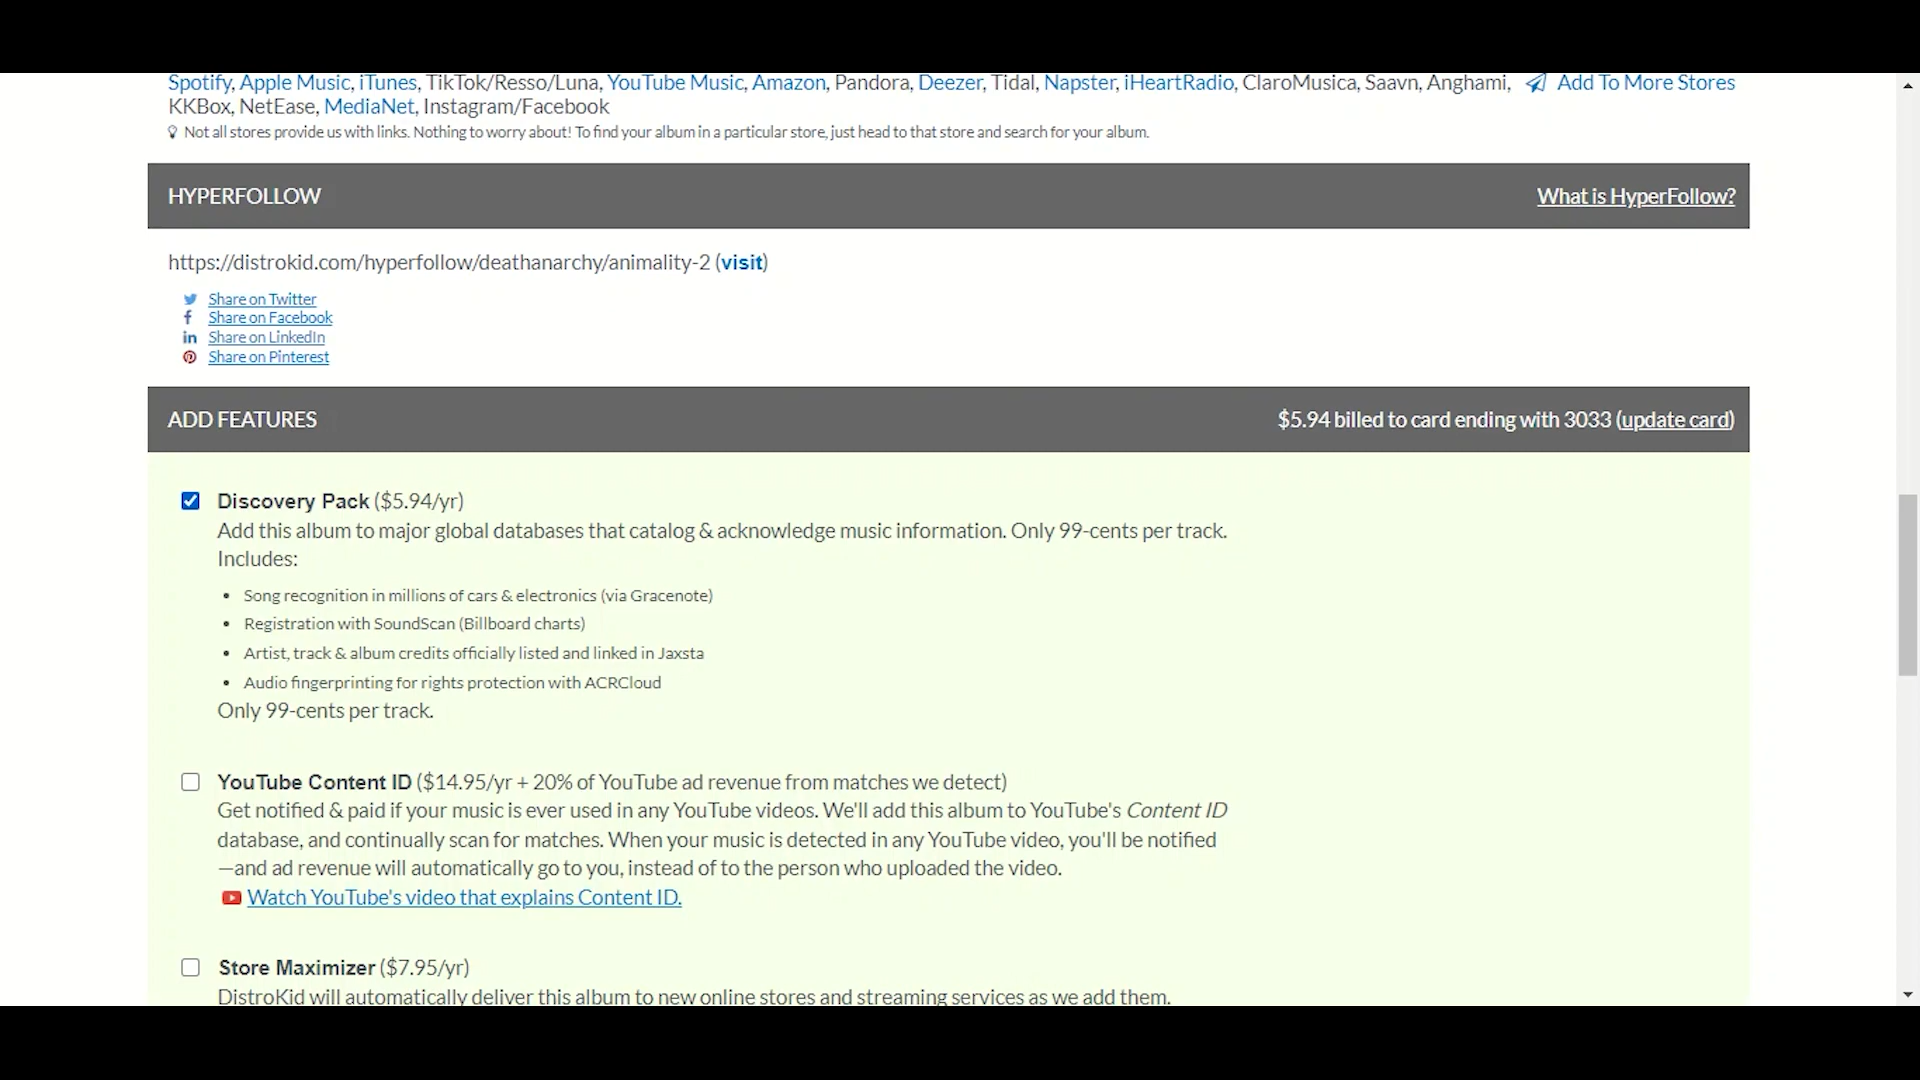 Spotify, Apple Music, iTunes, TikTok/Resso/Luna, YouTube Music, Amazon, Pandora, Deezer, Tidal, Napster, iHeartRadio, ClaroMusica, Saavn, Anghami, Add To More Stores
KKBox, NetEase, MediaNet, Instagram/Facebook
Not all stores provide us with links. Nothing to worry about! To find your album in a particular store, just head to that store and search for your album.
HYPERFOLLOW What is HyperFollow?
https://distrokid.com/hyperfollow/deathanarchy/animality-2 (visit)
Share on Twitter
Share on Facebook
Share on LinkedIn
Share on Pinterest
ADD FEATURES $5.94 billed to card ending with 3033 (update card)
Discovery Pack ($5.94/yr)
Add this album to major global databases that catalog & acknowledge music information. Only 99-cents per track.
Includes:
• Song recognition in millions of cars & electronics (via Gracenote)
• Registration with SoundScan (Billboard charts)
• Artist, track & album credits officially listed and linked in Jaxsta
• Audio fingerprinting for rights protection with ACRCloud
Only 99-cents per track.
YouTube Content ID ($14.95/yr + 20% of YouTube ad revenue from matches we detect)
Get notified & paid if your music is ever used in any YouTube videos. We'll add this album to YouTube's Content ID
database, and continually scan for matches. When your music is detected in any YouTube video, you'll be notified
—and ad revenue will automatically go to you, instead of to the person who uploaded the video.
Watch YouTube's video that explains Content ID.
Store Maximizer ($7.95/yr)
DistroKid will automatically deliver this album to new online stores and streaming services as we add them.